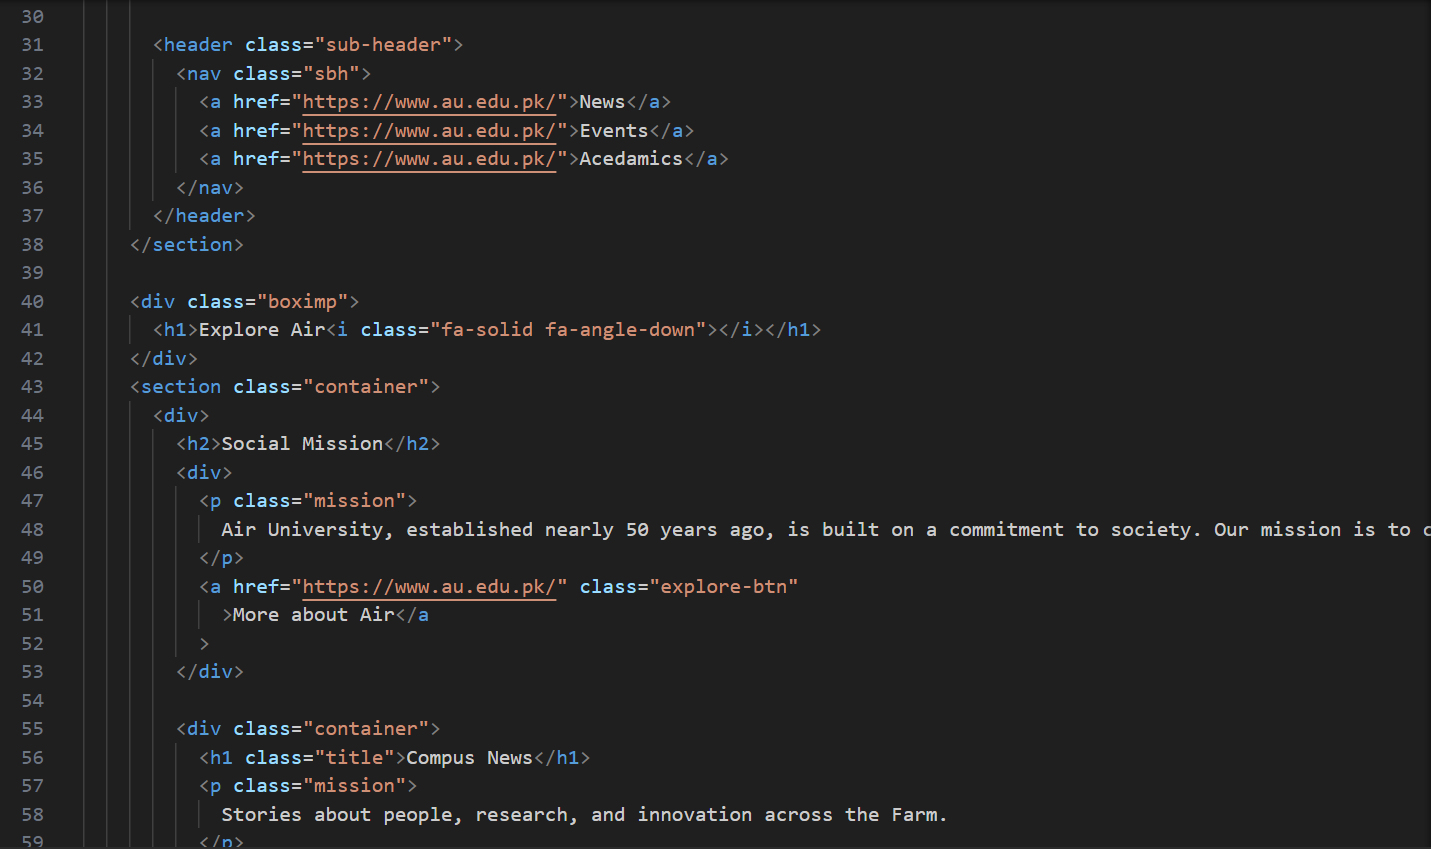 30
31 <header class="sub-header">
32 <nav class="sbh">
33 <a href="https://www.au.edu.pk/">News</a>
34 <a href="https://www.au.edu.pk/">Events</a>
35 <a href="https://www.au.edu.pk/">Acedamics</a>
36 </nav>
37 </header>
38 </section>
39
40 <div class="boximp">
41 <h1>Explore Air<i class="fa-solid fa-angle-down"></i></h1>
42 </div>
43 <section class="container">
44 <div>
45 <h2>Social Mission</h2>
46 <div>
47 <p class="mission">
48 Air University, established nearly 50 years ago, is built on a commitment to society. Our mission is to
49 </p>
50 <a href="https://www.au.edu.pk/" class="explore-btn"
51 >More about Air</a
52 >
53 </div>
54
55 <div class="container">
56 <h1 class="title">Compus News</h1>
57 <p class="mission">
58 Stories about people, research, and innovation across the Farm.
59 </p>